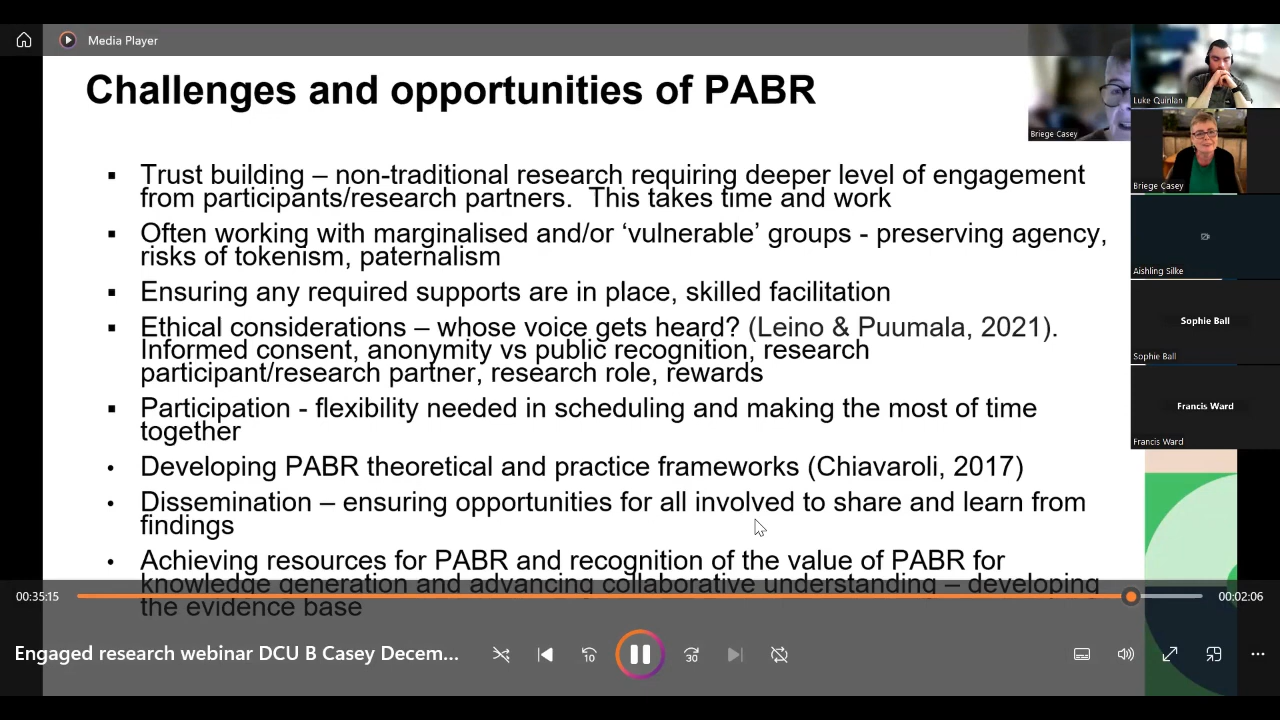 Media Player
Challenges and opportunities of PABR
▪ Trust building – non-traditional research requiring deeper level of engagement
from participants/research partners.  This takes time and work
▪ Often working with marginalised and/or ‘vulnerable’ groups - preserving agency,
risks of tokenism, paternalism
▪ Ensuring any required supports are in place, skilled facilitation
▪ Ethical considerations – whose voice gets heard? (Leino & Puumala, 2021).
Informed consent, anonymity vs public recognition, research
participant/research partner, research role, rewards
▪ Participation - flexibility needed in scheduling and making the most of time
together
• Developing PABR theoretical and practice frameworks (Chiavaroli, 2017)
• Dissemination – ensuring opportunities for all involved to share and learn from
findings
• Achieving resources for PABR and recognition of the value of PABR for
knowledge generation and advancing collaborative understanding – developing
the evidence base
Briege Casey
Luke Quinlan
Briege Casey
Aishling Silke
Sophie Ball
Sophie Ball
Francis Ward
Francis Ward
00:35:15
00:02:06
Engaged research webinar DCU B Casey Decem...
10
30